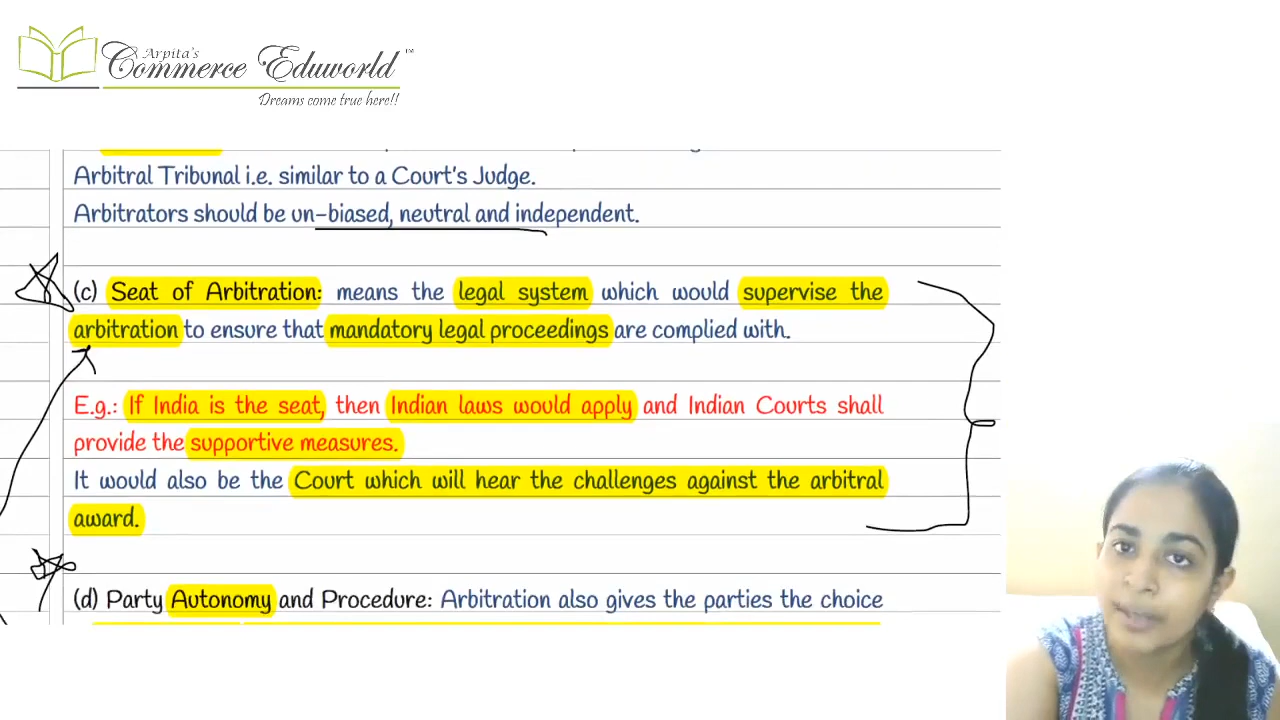 Arpita's
Commerce Eduworld™
Dreams come true here!!
Arbitral Tribunal i.e. similar to a Court's Judge.
Arbitrators should be un-biased, neutral and independent.
(c) Seat of Arbitration: means the legal system which would supervise the
arbitration to ensure that mandatory legal proceedings are complied with.
E.g.: If India is the seat, then Indian laws would apply and Indian Courts shall
provide the supportive measures.
It would also be the Court which will hear the challenges against the arbitral
award.
(d) Party Autonomy and Procedure: Arbitration also gives the parties the choice